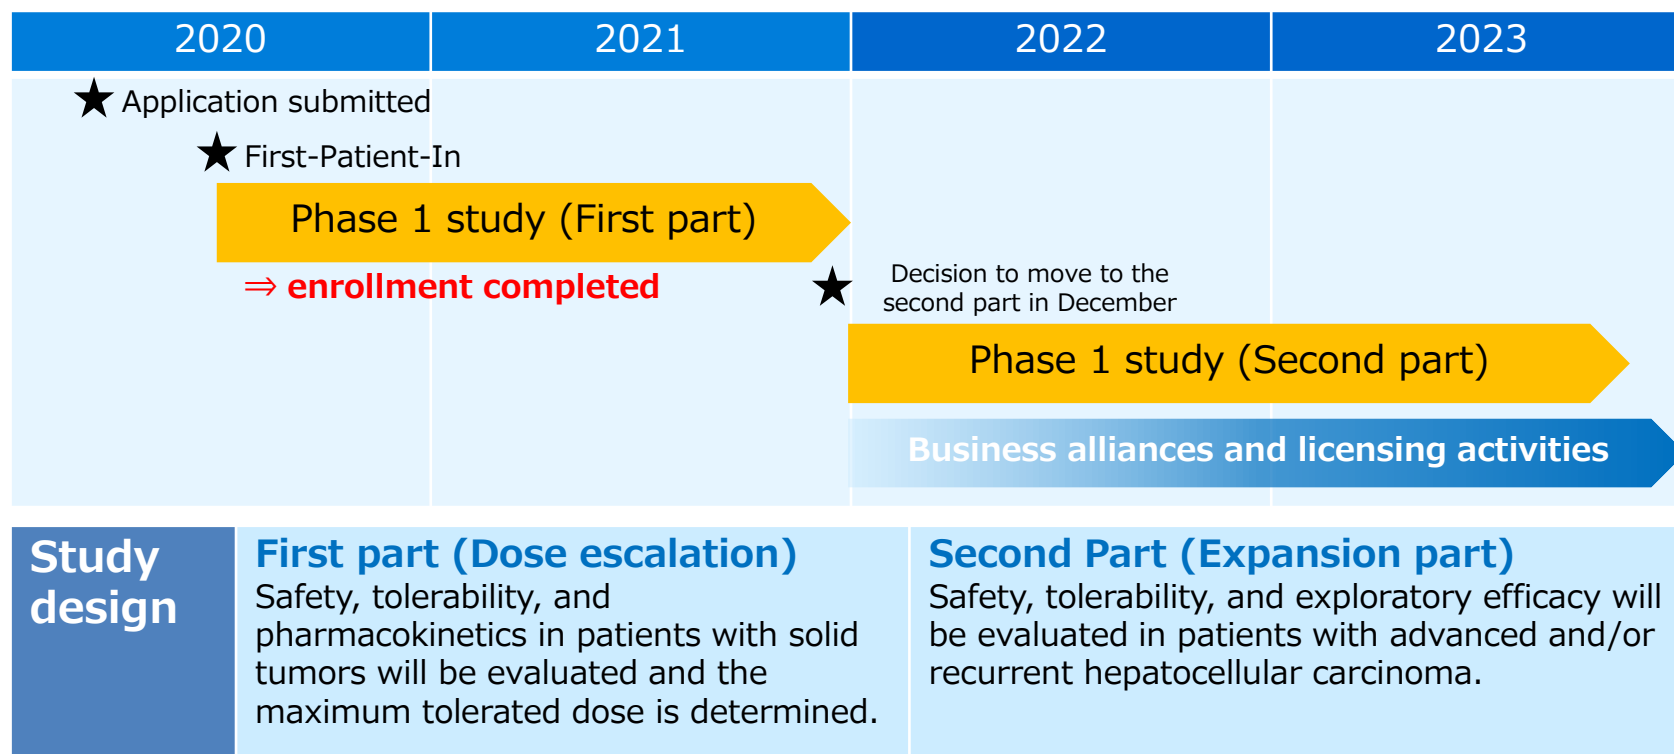 2020 2021 2022 2023
★ Application submitted
★ First-Patient-In
Phase 1 study (First part)
⇒ enrollment completed
★ Decision to move to the
second part in December
Phase 1 study (Second part)
Business alliances and licensing activities
Study
design
First part (Dose escalation)
Safety, tolerability, and
pharmacokinetics in patients with solid
tumors will be evaluated and the
maximum tolerated dose is determined.
Second Part (Expansion part)
Safety, tolerability, and exploratory efficacy will
be evaluated in patients with advanced and/or
recurrent hepatocellular carcinoma.